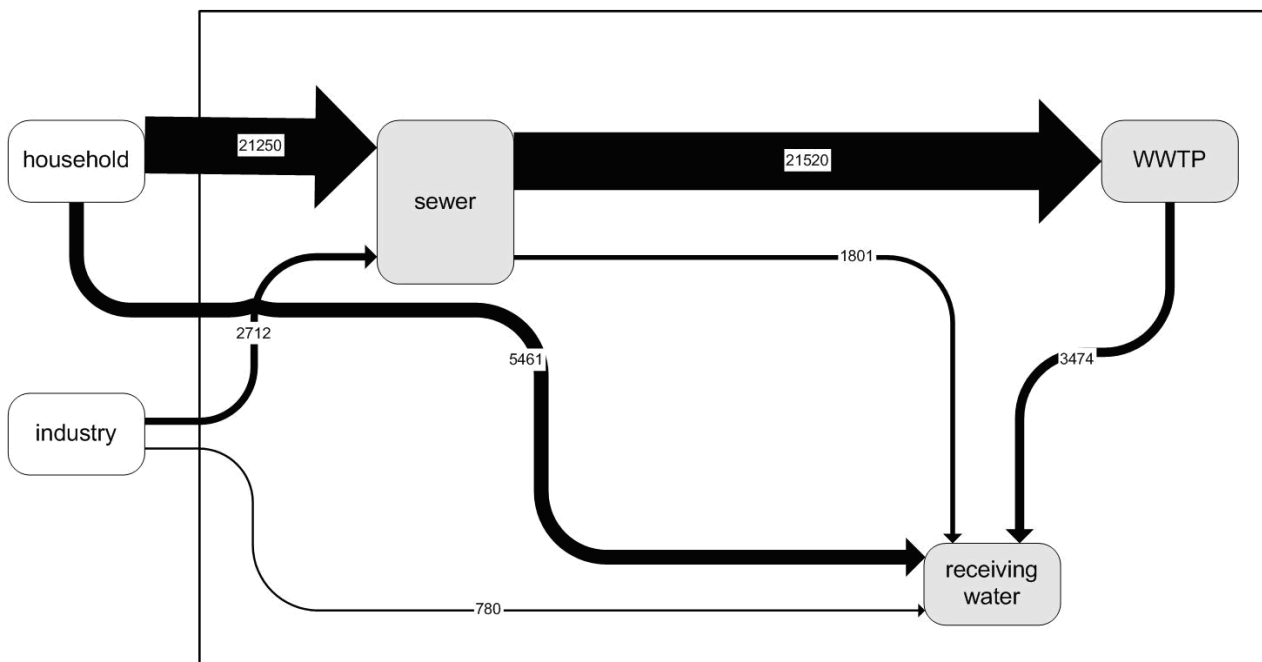 household
21250
sewer
21520
WWTP
1801
2712
5461
3474
industry
780
receiving
water